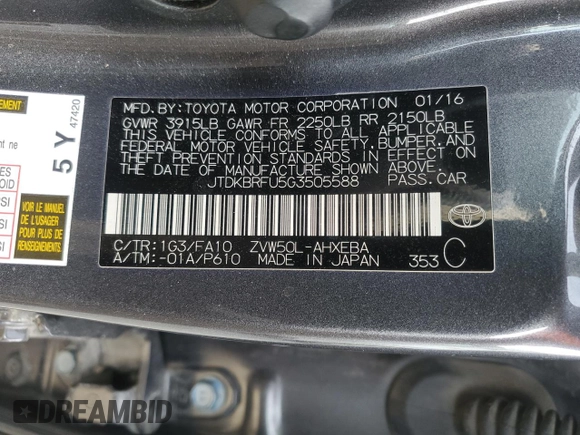 MFD.BY:TOYOTA MOTOR CORPORATION 01/16
GVWR 3915LB GAWR FR 2250LB RR 2150LB
THIS VEHICLE CONFORMS TO ALL APPLICABLE
FEDERAL MOTOR VEHICLE SAFETY,BUMPER,AND
THEFT PREVENTION STANDARDS IN EFFECT ON
THE DATE OF MANUFACTURE SHOWN ABOVE.
JTDKBRFU5G3505588 PASS.CAR
C/TR:1G3/FA10 ZVW50L-AHXEBA
A/TM:-01A/P610 MADE IN JAPAN 353 C
TOYOTA
5 Y 47420
nt ne
MANUEL DE
L'USAGER
POUR PLUS DE
RENSEIGNEMENTS.
DREAMBID